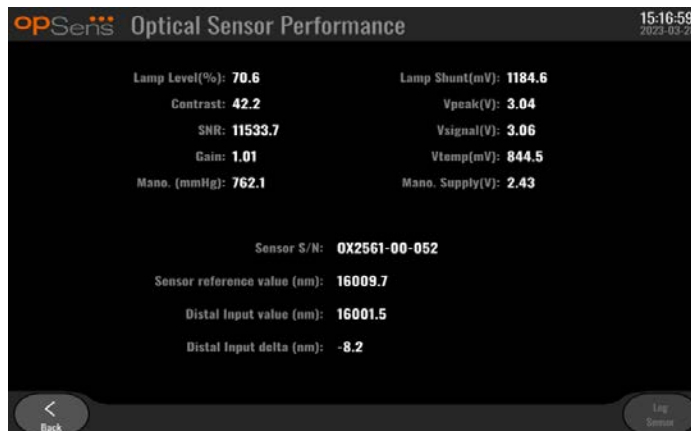 opSens Optical Sensor Performance
15:16:59
2023-03-2
Lamp Level(%): 70.6 Lamp Shunt(mV): 1184.6
Contrast: 42.2 Vpeak(V): 3.04
SNR: 11533.7 Vsignal(V): 3.06
Gain: 1.01 Vtemp(mV): 844.5
Mano. (mmHg): 762.1 Mano. Supply(V): 2.43
Sensor S/N: OX2561-00-052
Sensor reference value (nm): 16009.7
Distal Input value (nm): 16001.5
Distal Input delta (nm): -8.2
Back
Log
Sensor